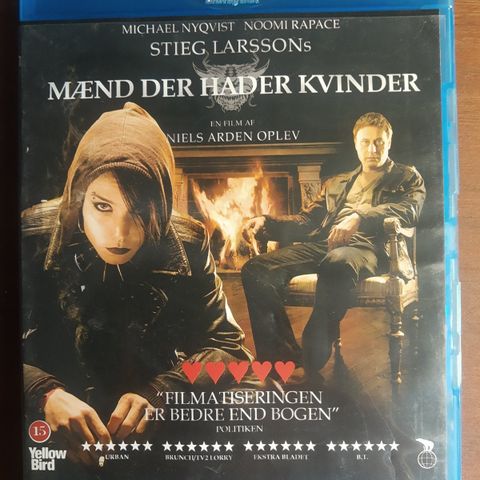 MICHAEL NYQVIST NOOMI RAPACE
STIEG LARSSONs
MÆND DER HADER KVINDER
EN FILM AF
NIELS ARDEN OPLEV
"FILMATISERINGEN
ER BEDRE END BOGEN"
POLITIKEN
15
Yellow
Bird
URBAN BRUNCH/TV2 LORRY EKSTRA BLADET B.T.